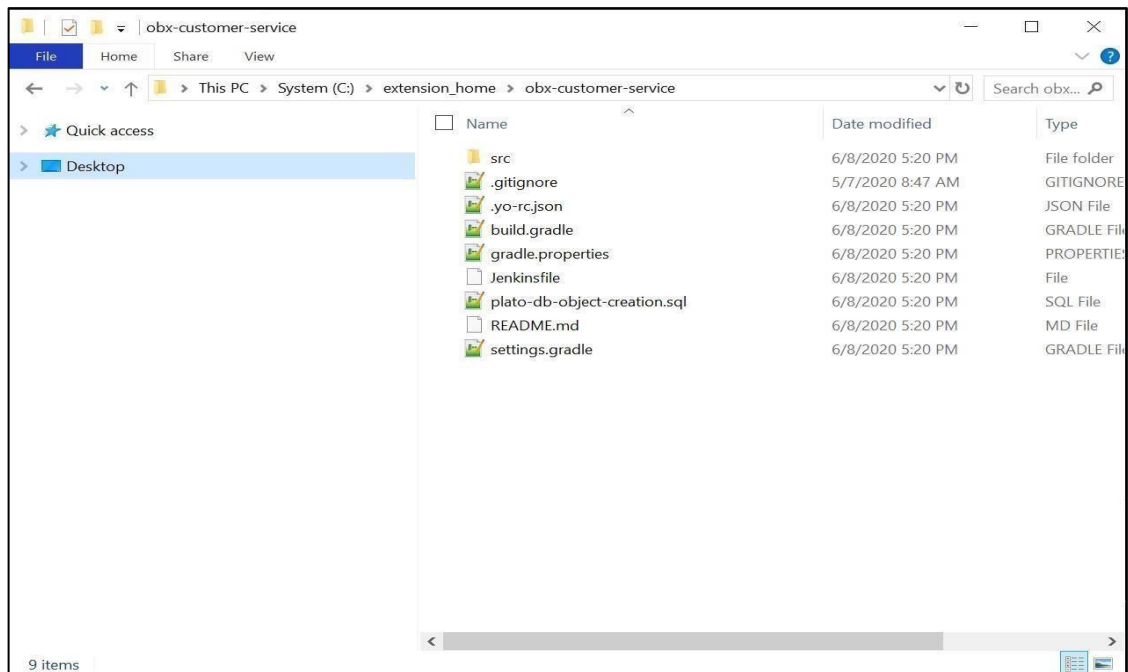 obx-customer-service
File Home Share View
This PC > System (C:) > extension_home > obx-customer-service Search obx...
Quick access
Desktop
Name Date modified Type
src 6/8/2020 5:20 PM File folder
.gitignore 5/7/2020 8:47 AM GITIGNORE
.yo-rc.json 6/8/2020 5:20 PM JSON File
build.gradle 6/8/2020 5:20 PM GRADLE File
gradle.properties 6/8/2020 5:20 PM PROPERTIES
Jenkinsfile 6/8/2020 5:20 PM File
plato-db-object-creation.sql 6/8/2020 5:20 PM SQL File
README.md 6/8/2020 5:20 PM MD File
settings.gradle 6/8/2020 5:20 PM GRADLE File
9 items